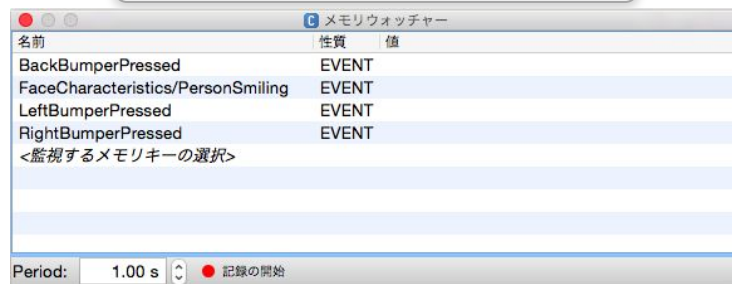 メモリウォッチャー
名前 性質 値
BackBumperPressed EVENT
FaceCharacteristics/PersonSmiling EVENT
LeftBumperPressed EVENT
RightBumperPressed EVENT
<監視するメモリキーの選択>
Period: 1.00 s 記録の開始